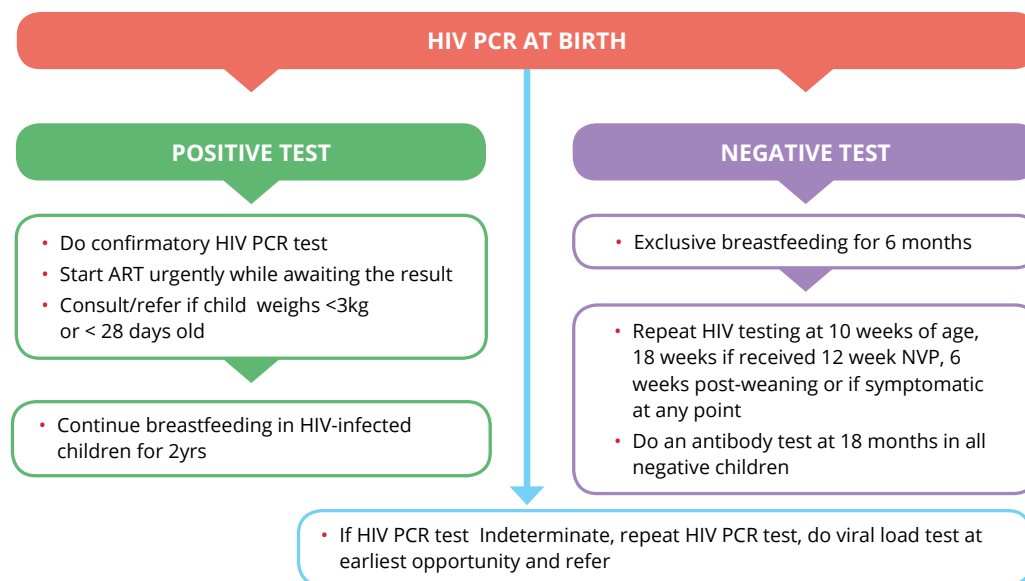 HIV PCR AT BIRTH
POSITIVE TEST
• Do confirmatory HIV PCR test
• Start ART urgently while awaiting the result
• Consult/refer if child weighs <3kg
or < 28 days old
• Continue breastfeeding in HIV-infected
children for 2yrs
NEGATIVE TEST
• Exclusive breastfeeding for 6 months
• Repeat HIV testing at 10 weeks of age,
18 weeks if received 12 week NVP, 6
weeks post-weaning or if symptomatic
at any point
• Do an antibody test at 18 months in all
negative children
• If HIV PCR test Indeterminate, repeat HIV PCR test, do viral load test at
earliest opportunity and refer